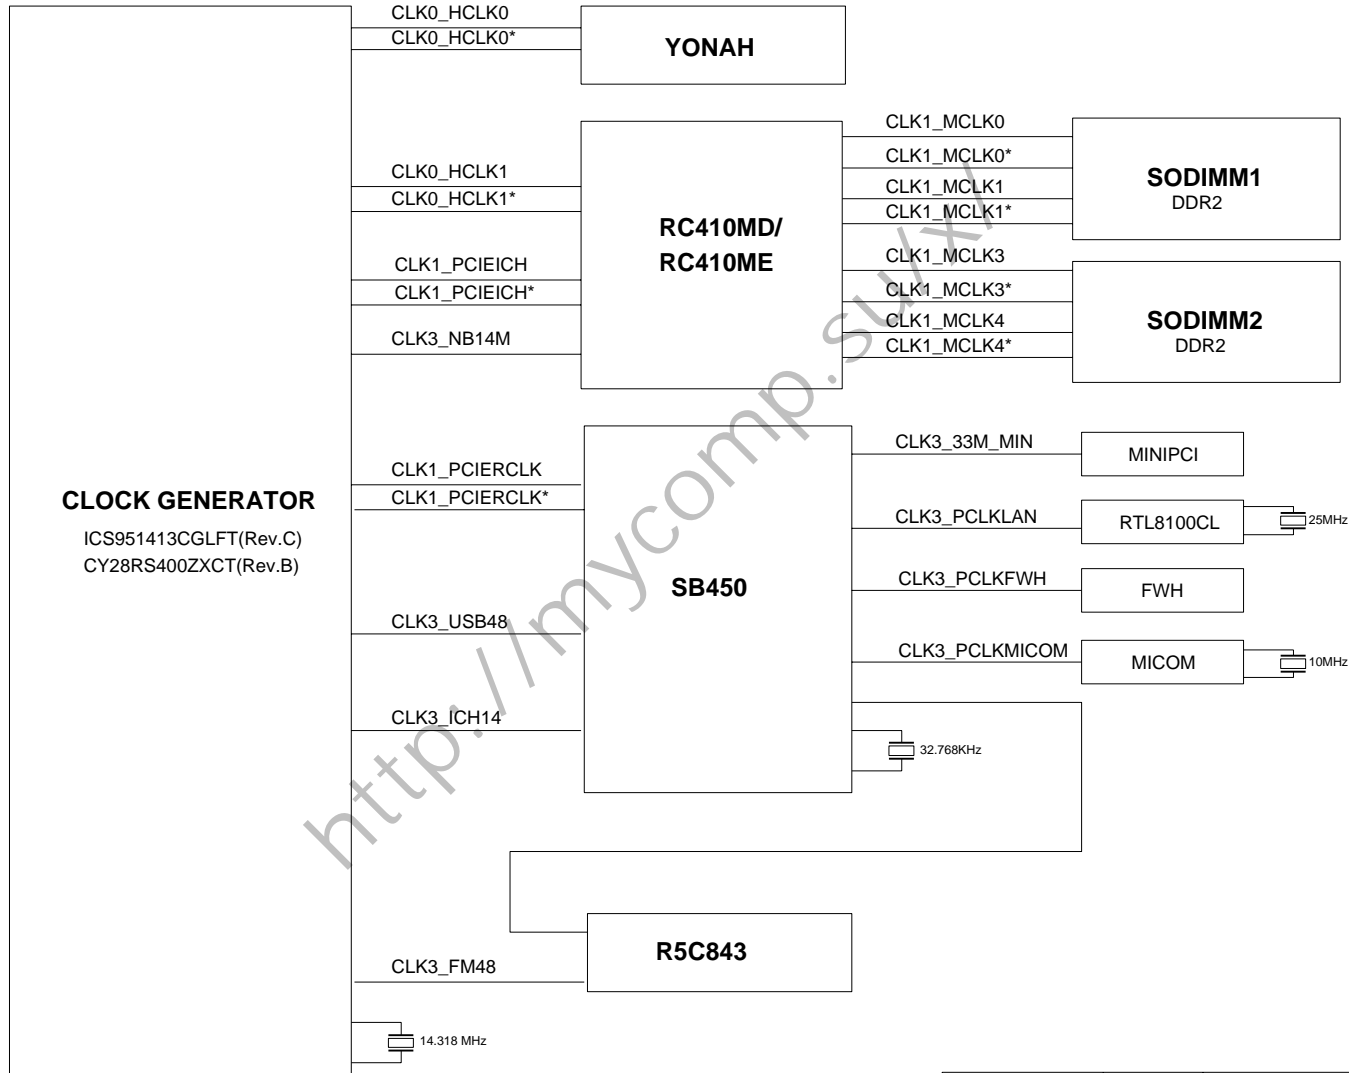 CLK0_HCLK0
CLK0_HCLK0*
YONAH
CLK0_HCLK1
CLK0_HCLK1*
CLK1_PCIEICH
CLK1_PCIEICH*
CLK3_NB14M
RC410MD/
RC410ME
CLK1_MCLK0
CLK1_MCLK0*
CLK1_MCLK1
CLK1_MCLK1*
CLK1_MCLK3
CLK1_MCLK3*
CLK1_MCLK4
CLK1_MCLK4*
SODIMM1
DDR2
SODIMM2
DDR2
CLOCK GENERATOR
ICS951413CGLFT(Rev.C)
CY28RS400ZXCT(Rev.B)
CLK1_PCIERCLK
CLK1_PCIERCLK*
CLK3_USB48
CLK3_ICH14
SB450
CLK3_33M_MIN
MINIPCI
CLK3_PCLKLAN
RTL8100CL
25MHz
CLK3_PCLKFWH
FWH
CLK3_PCLKMICOM
MICOM
10MHz
32.768KHz
R5C843
CLK3_FM48
14.318 MHz
http://mycomp.su/x/